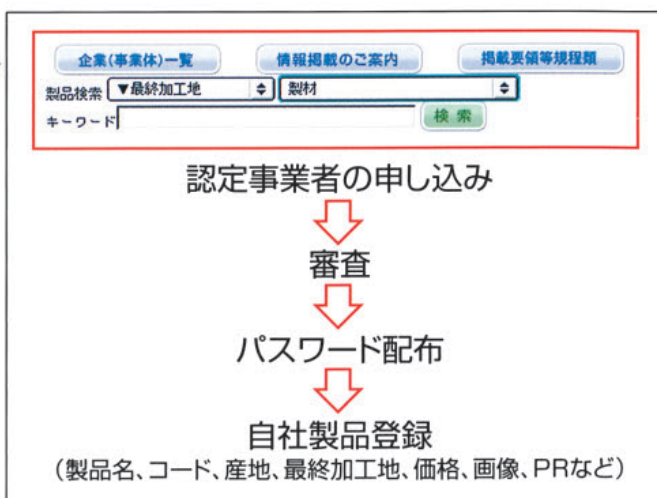 企業(事業体)一覧 情報掲載のご案内 掲載要領等規程類
製品検索 ▼最終加工地 製材
キーワード 検索
認定事業者の申し込み
審査
パスワード配布
自社製品登録
(製品名、コード、産地、最終加工地、価格、画像、PRなど)